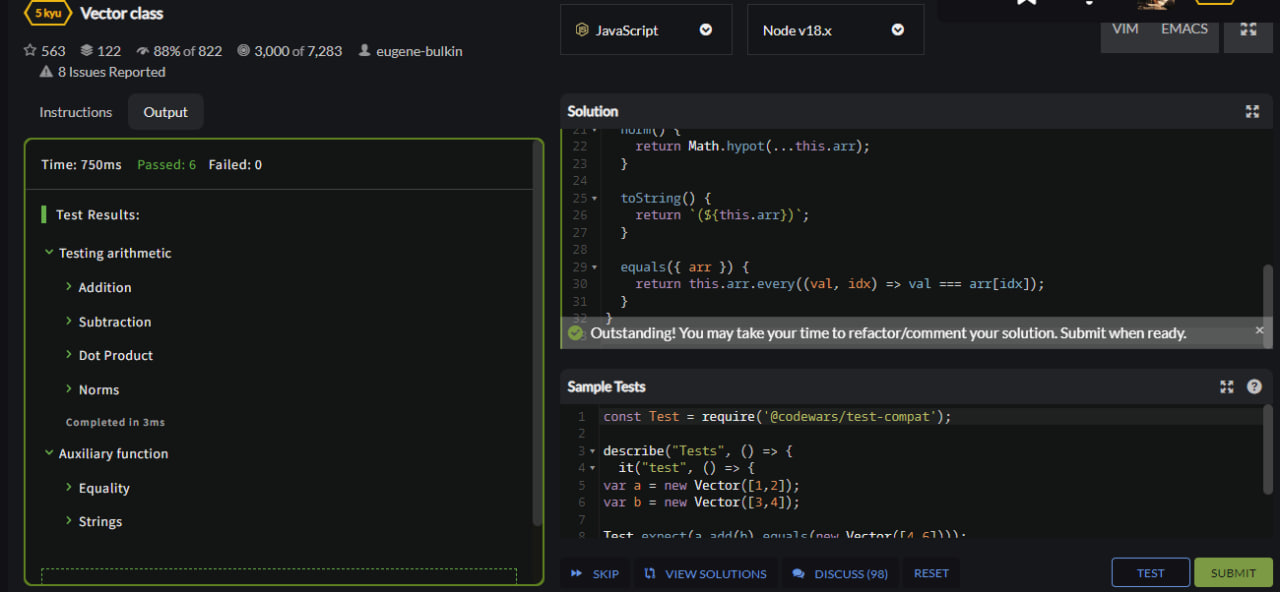 5 kyu Vector class
563 122 88% of 822 3,000 of 7,283 eugene-bulkin
8 Issues Reported
Instructions Output
Time: 750ms Passed: 6 Failed: 0
Test Results:
Testing arithmetic
Addition
Subtraction
Dot Product
Norms
Completed in 3ms
Auxiliary function
Equality
Strings
JavaScript Node v18.x VIM EMACS
Solution
21 norm() {
22 return Math.hypot(...this.arr);
23 }
24
25 toString() {
26 return `(${this.arr})`;
27 }
28
29 equals({ arr }) {
30 return this.arr.every((val, idx) => val === arr[idx]);
31 }
32 }
Outstanding! You may take your time to refactor/comment your solution. Submit when ready. ×
Sample Tests
1 const Test = require('@codewars/test-compat');
2
3 describe("Tests", () => {
4 it("test", () => {
5 var a = new Vector([1,2]);
6 var b = new Vector([3,4]);
7
8 Test.expect(a.add(b).equals(new Vector([4,6])));
SKIP VIEW SOLUTIONS DISCUSS (98) RESET TEST SUBMIT